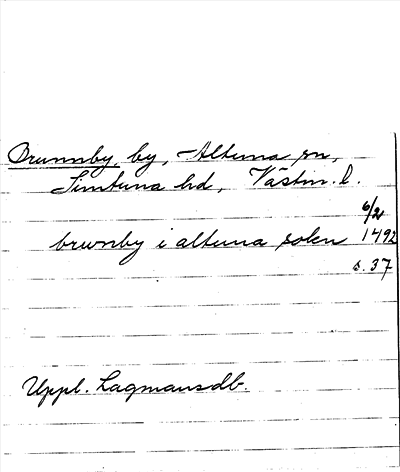 Brunnby, by, Altuna sn,
Simtuna hd, Västm. l.
6/2
brwnby i altuna sokn 1492
s. 37
Uppl. Lagmansdb.